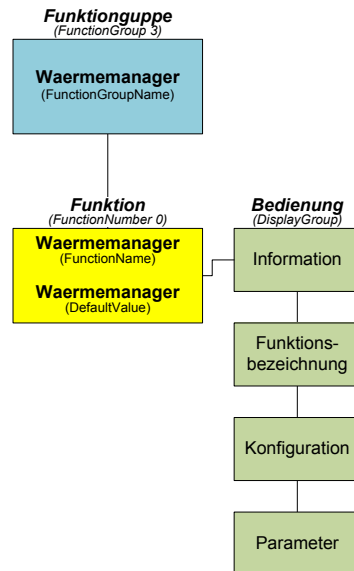 Funktionguppe
(FunctionGroup 3)
Waermemanager
(FunctionGroupName)
Funktion
(FunctionNumber 0)
Waermemanager
(FunctionName)
Waermemanager
(DefaultValue)
Bedienung
(DisplayGroup)
Information
Funktions-
bezeichnung
Konfiguration
Parameter